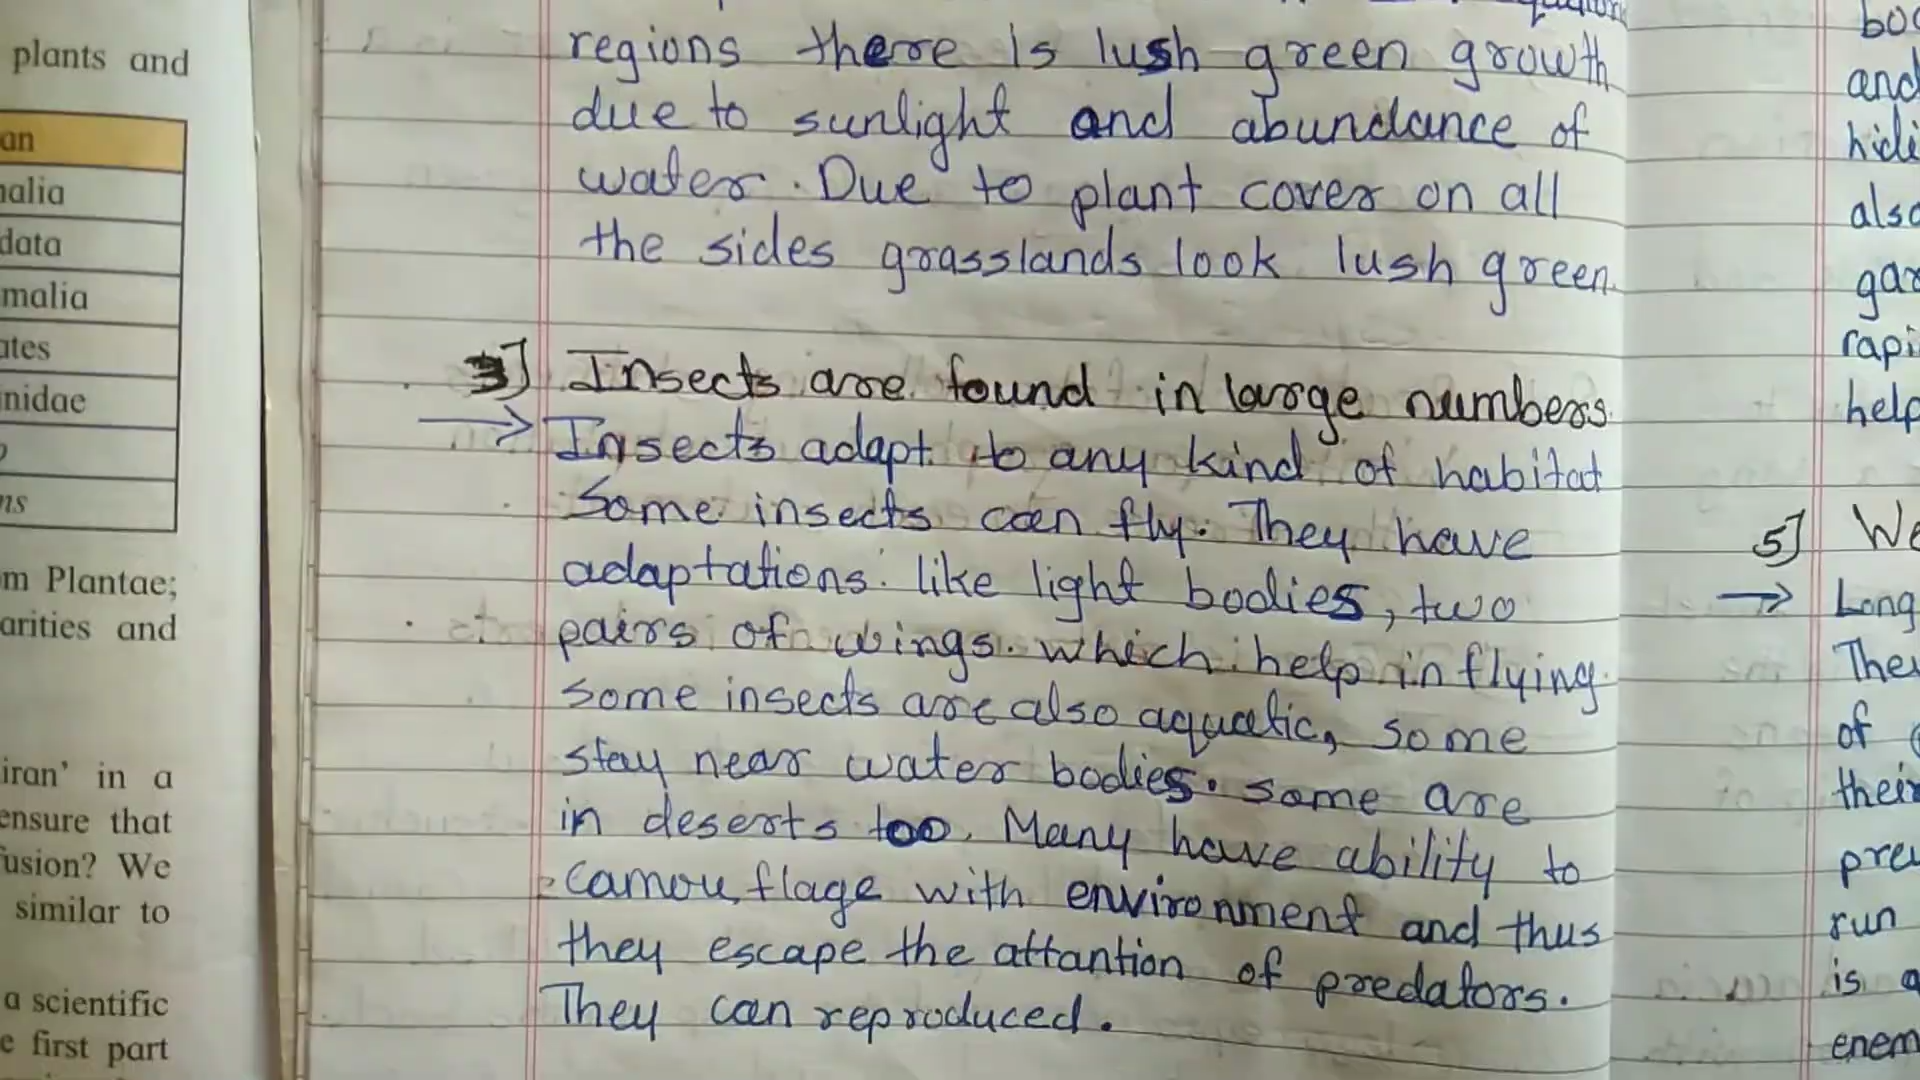 plants and
an
malia
ates
nidae
ns
m Plantae;
arities and
iran' in a
ensure that
fusion? We
similar to
a scientific
e first part
regions there is lush green growth
due to sunlight and abundance of
water. Due to plant cover on all
the sides grasslands look lush green.
3] Insects are found in large numbers.
→ Insects adapt to any kind of habitat
Some insects can fly. They have
adaptations like light bodies, two
pairs of wings. which help in flying.
some insects are also aquatic, some
stay near water bodies. some are
in deserts too. Many have ability to
camouflage with environment and thus
they escape the attantion of predators.
They can reproduced.
and
also
help
5] We
→ Long
They
of
their
run
is a
enem